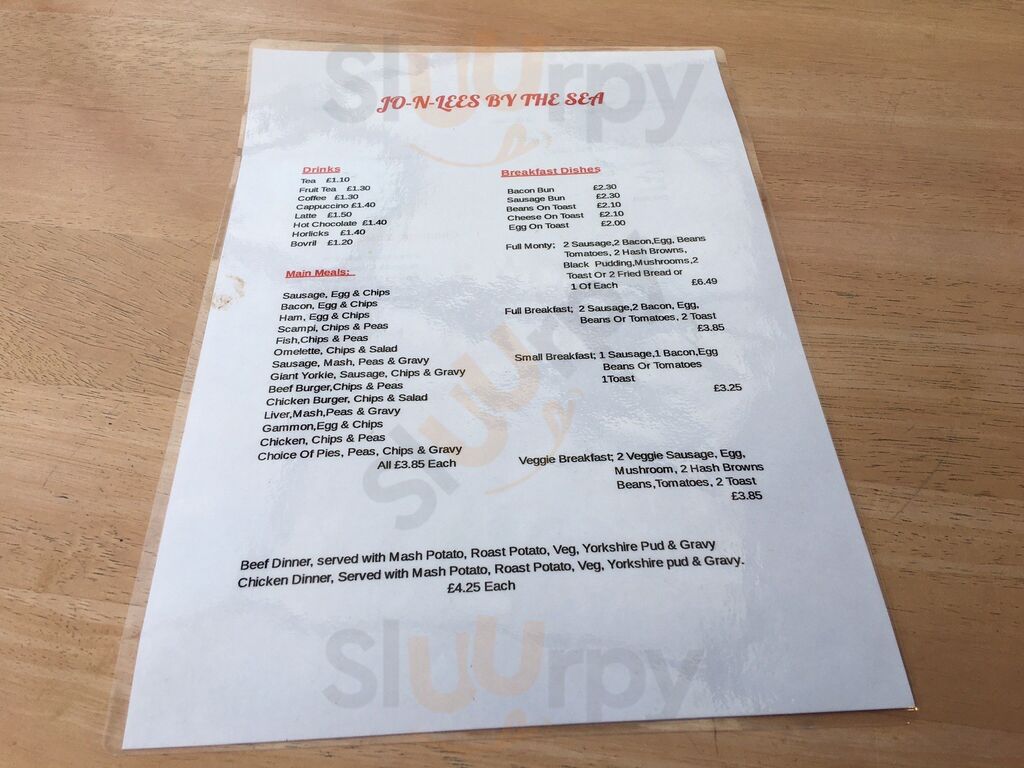 JO-N-LEES BY THE SEA
Drinks
Tea £1.10
Fruit Tea £1.30
Coffee £1.30
Cappuccino £1.40
Latte £1.50
Hot Chocolate £1.40
Horlicks £1.40
Bovril £1.20
Main Meals:
Sausage, Egg & Chips
Bacon, Egg & Chips
Ham, Egg & Chips
Scampi, Chips & Peas
Fish,Chips & Peas
Omelette, Chips & Salad
Sausage, Mash, Peas & Gravy
Giant Yorkie, Sausage, Chips & Gravy
Beef Burger,Chips & Peas
Chicken Burger, Chips & Salad
Liver,Mash,Peas & Gravy
Gammon,Egg & Chips
Chicken, Chips & Peas
Choice Of Pies, Peas, Chips & Gravy
All £3.85 Each
Breakfast Dishes
Bacon Bun £2.30
Sausage Bun £2.30
Beans On Toast £2.10
Cheese On Toast £2.10
Egg On Toast £2.00
Full Monty; 2 Sausage,2 Bacon,Egg, Beans
Tomatoes, 2 Hash Browns,
Black Pudding,Mushrooms,2
Toast Or 2 Fried Bread or
1 Of Each £6.49
Full Breakfast; 2 Sausage,2 Bacon, Egg,
Beans Or Tomatoes, 2 Toast
£3.85
Small Breakfast; 1 Sausage,1 Bacon,Egg
Beans Or Tomatoes
1Toast
£3.25
Veggie Breakfast; 2 Veggie Sausage, Egg,
Mushroom, 2 Hash Browns
Beans,Tomatoes, 2 Toast
£3.85
Beef Dinner, served with Mash Potato, Roast Potato, Veg, Yorkshire Pud & Gravy
Chicken Dinner, Served with Mash Potato, Roast Potato, Veg, Yorkshire pud & Gravy.
£4.25 Each
Sluurpy
Sluurpy
Sluurpy